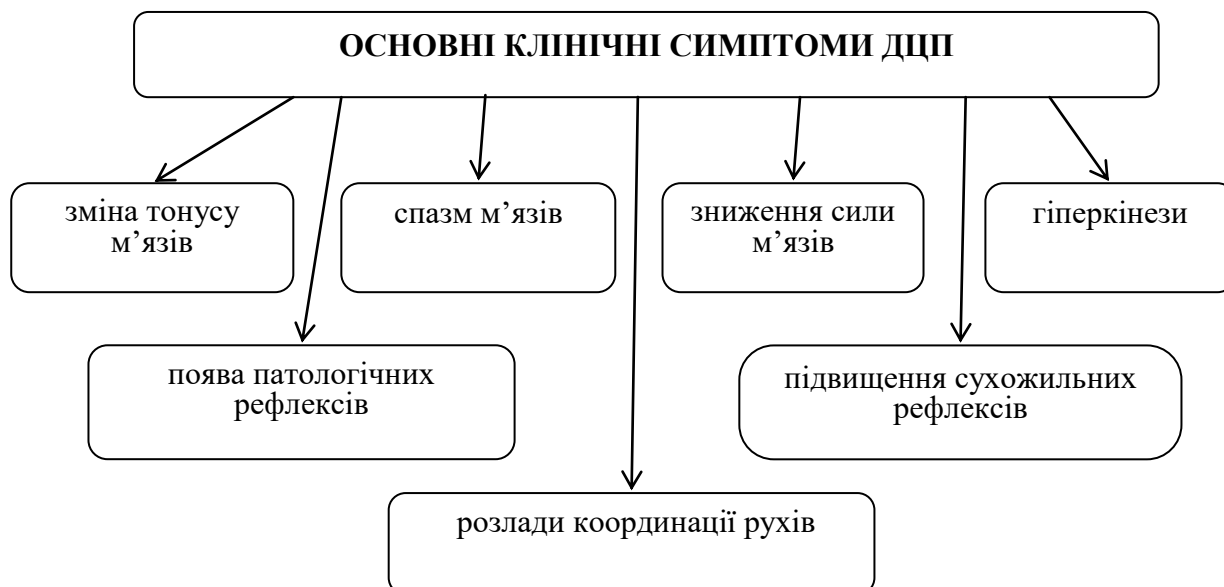 ОСНОВНІ КЛІНІЧНІ СИМПТОМИ ДЦП
зміна тонусу
м’язів
спазм м’язів
зниження сили
м’язів
гіперкінези
поява патологічних
рефлексів
підвищення сухожильних
рефлексів
розлади координації рухів